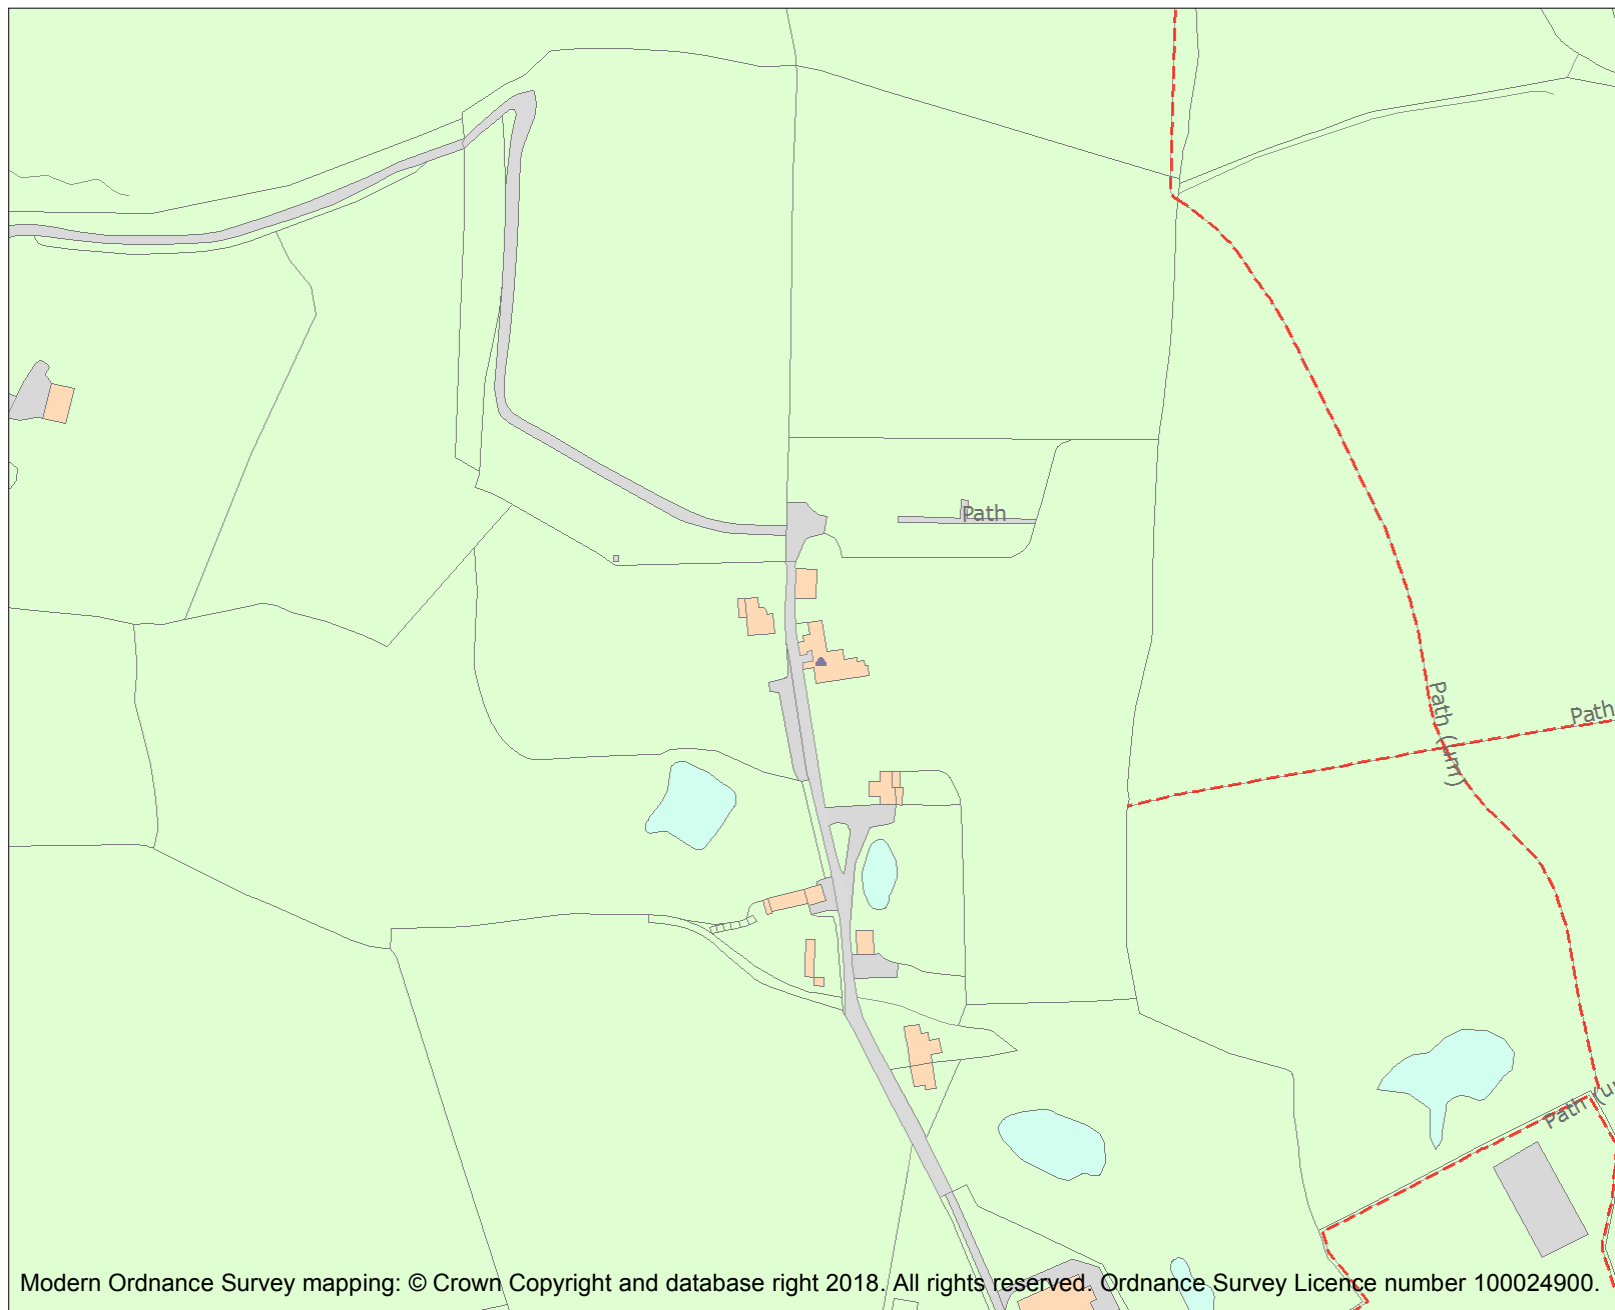 Path
Path
Path (um)
Path (u
Modern Ordnance Survey mapping: © Crown Copyright and database right 2018. All rights reserved. Ordnance Survey Licence number 100024900.